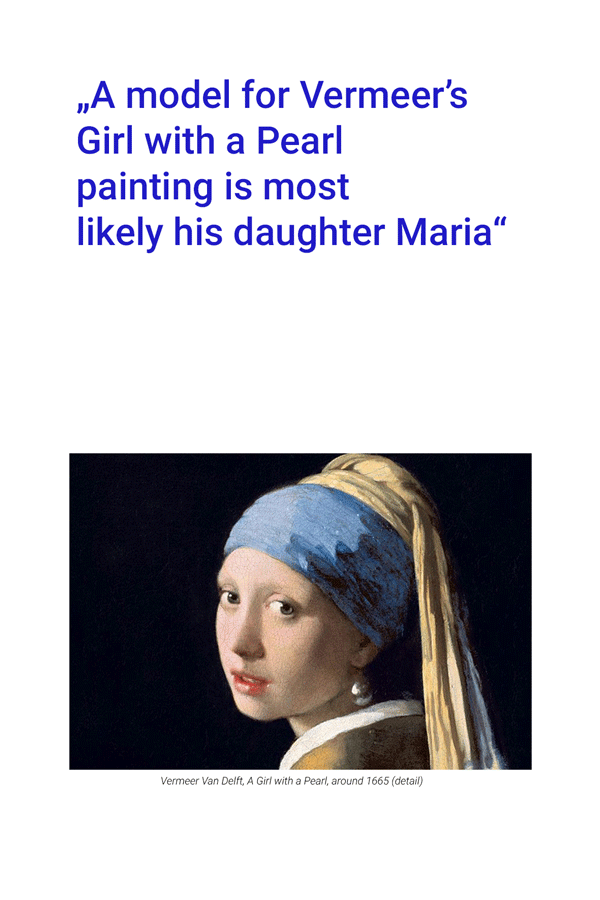 „A model for Vermeer’s
Girl with a Pearl
painting is most
likely his daughter Maria“
Vermeer Van Delft, A Girl with a Pearl, around 1665 (detail)